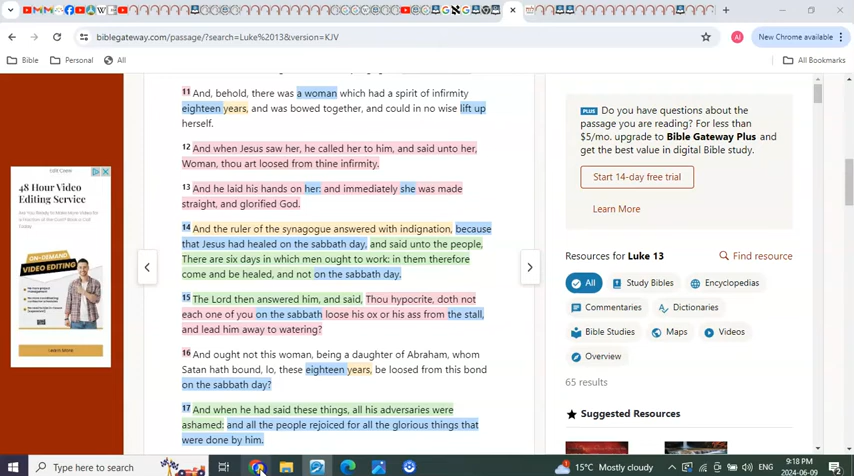 biblegateway.com/passage/?search=Luke%2013&version=KJV
AI
New Chrome available
Bible
Personal
All
All Bookmarks
11 And, behold, there was a woman which had a spirit of infirmity
eighteen years, and was bowed together, and could in no wise lift up
herself.
12 And when Jesus saw her, he called her to him, and said unto her,
Woman, thou art loosed from thine infirmity.
13 And he laid his hands on her: and immediately she was made
straight, and glorified God.
14 And the ruler of the synagogue answered with indignation, because
that Jesus had healed on the sabbath day, and said unto the people,
There are six days in which men ought to work: in them therefore
come and be healed, and not on the sabbath day.
15 The Lord then answered him, and said, Thou hypocrite, doth not
each one of you on the sabbath loose his ox or his ass from the stall,
and lead him away to watering?
16 And ought not this woman, being a daughter of Abraham, whom
Satan hath bound, lo, these eighteen years, be loosed from this bond
on the sabbath day?
17 And when he had said these things, all his adversaries were
ashamed: and all the people rejoiced for all the glorious things that
were done by him.
48 Hour Video
Editing Service
ON-DEMAND
VIDEO EDITING
PLUS Do you have questions about the
passage you are reading? For less than
$5/mo. upgrade to Bible Gateway Plus and
get the best value in digital Bible study.
Start 14-day free trial
Learn More
Resources for Luke 13
Find resource
All
Study Bibles
Encyclopedias
Commentaries
Dictionaries
Bible Studies
Maps
Videos
Overview
65 results
Suggested Resources
Type here to search
15°C Mostly cloudy
ENG
9:18 PM
2024-06-09